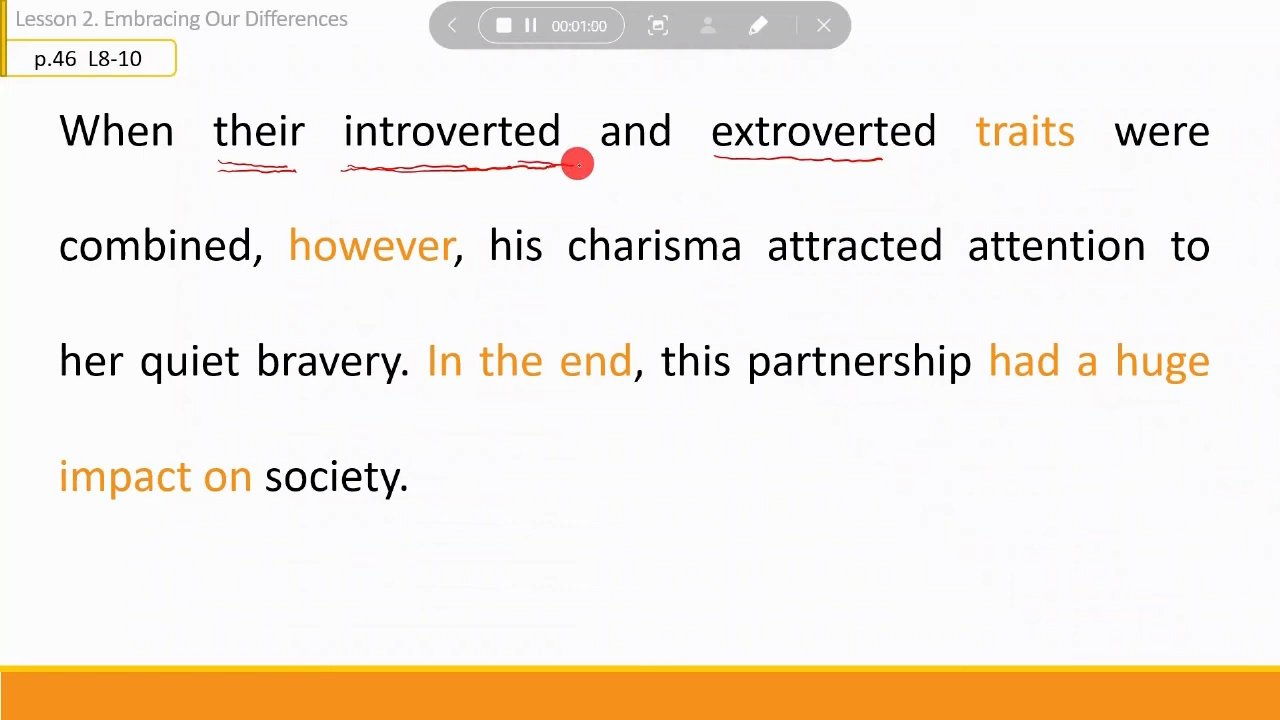 Lesson 2. Embracing Our Differences
00:01:00
p.46 L8-10
When their introverted and extroverted traits were
combined, however, his charisma attracted attention to
her quiet bravery. In the end, this partnership had a huge
impact on society.